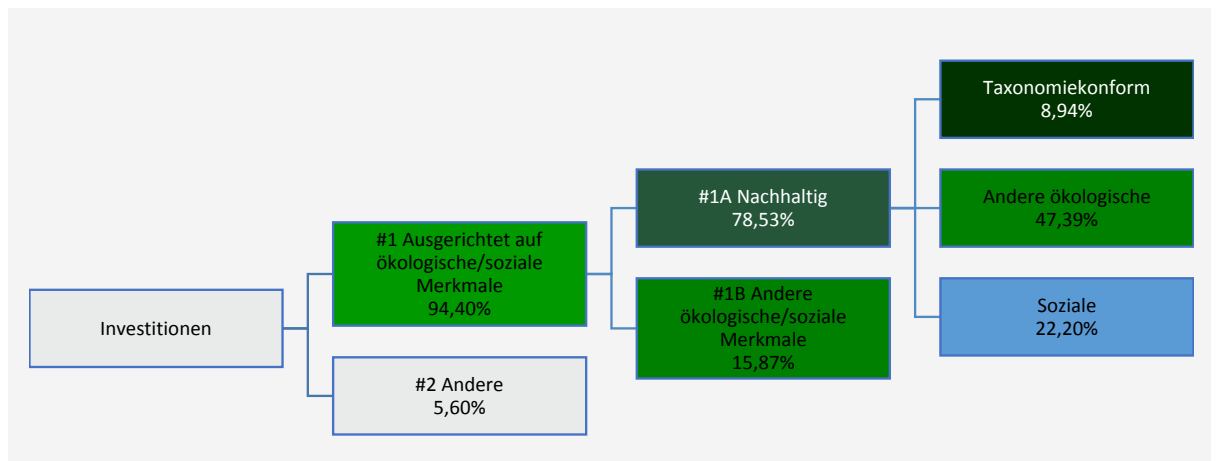 Investitionen
#1 Ausgerichtet auf
ökologische/soziale
Merkmale
94,40%
#2 Andere
5,60%
#1A Nachhaltig
78,53%
#1B Andere
ökologische/soziale
Merkmale
15,87%
Taxonomiekonform
8,94%
Andere ökologische
47,39%
Soziale
22,20%